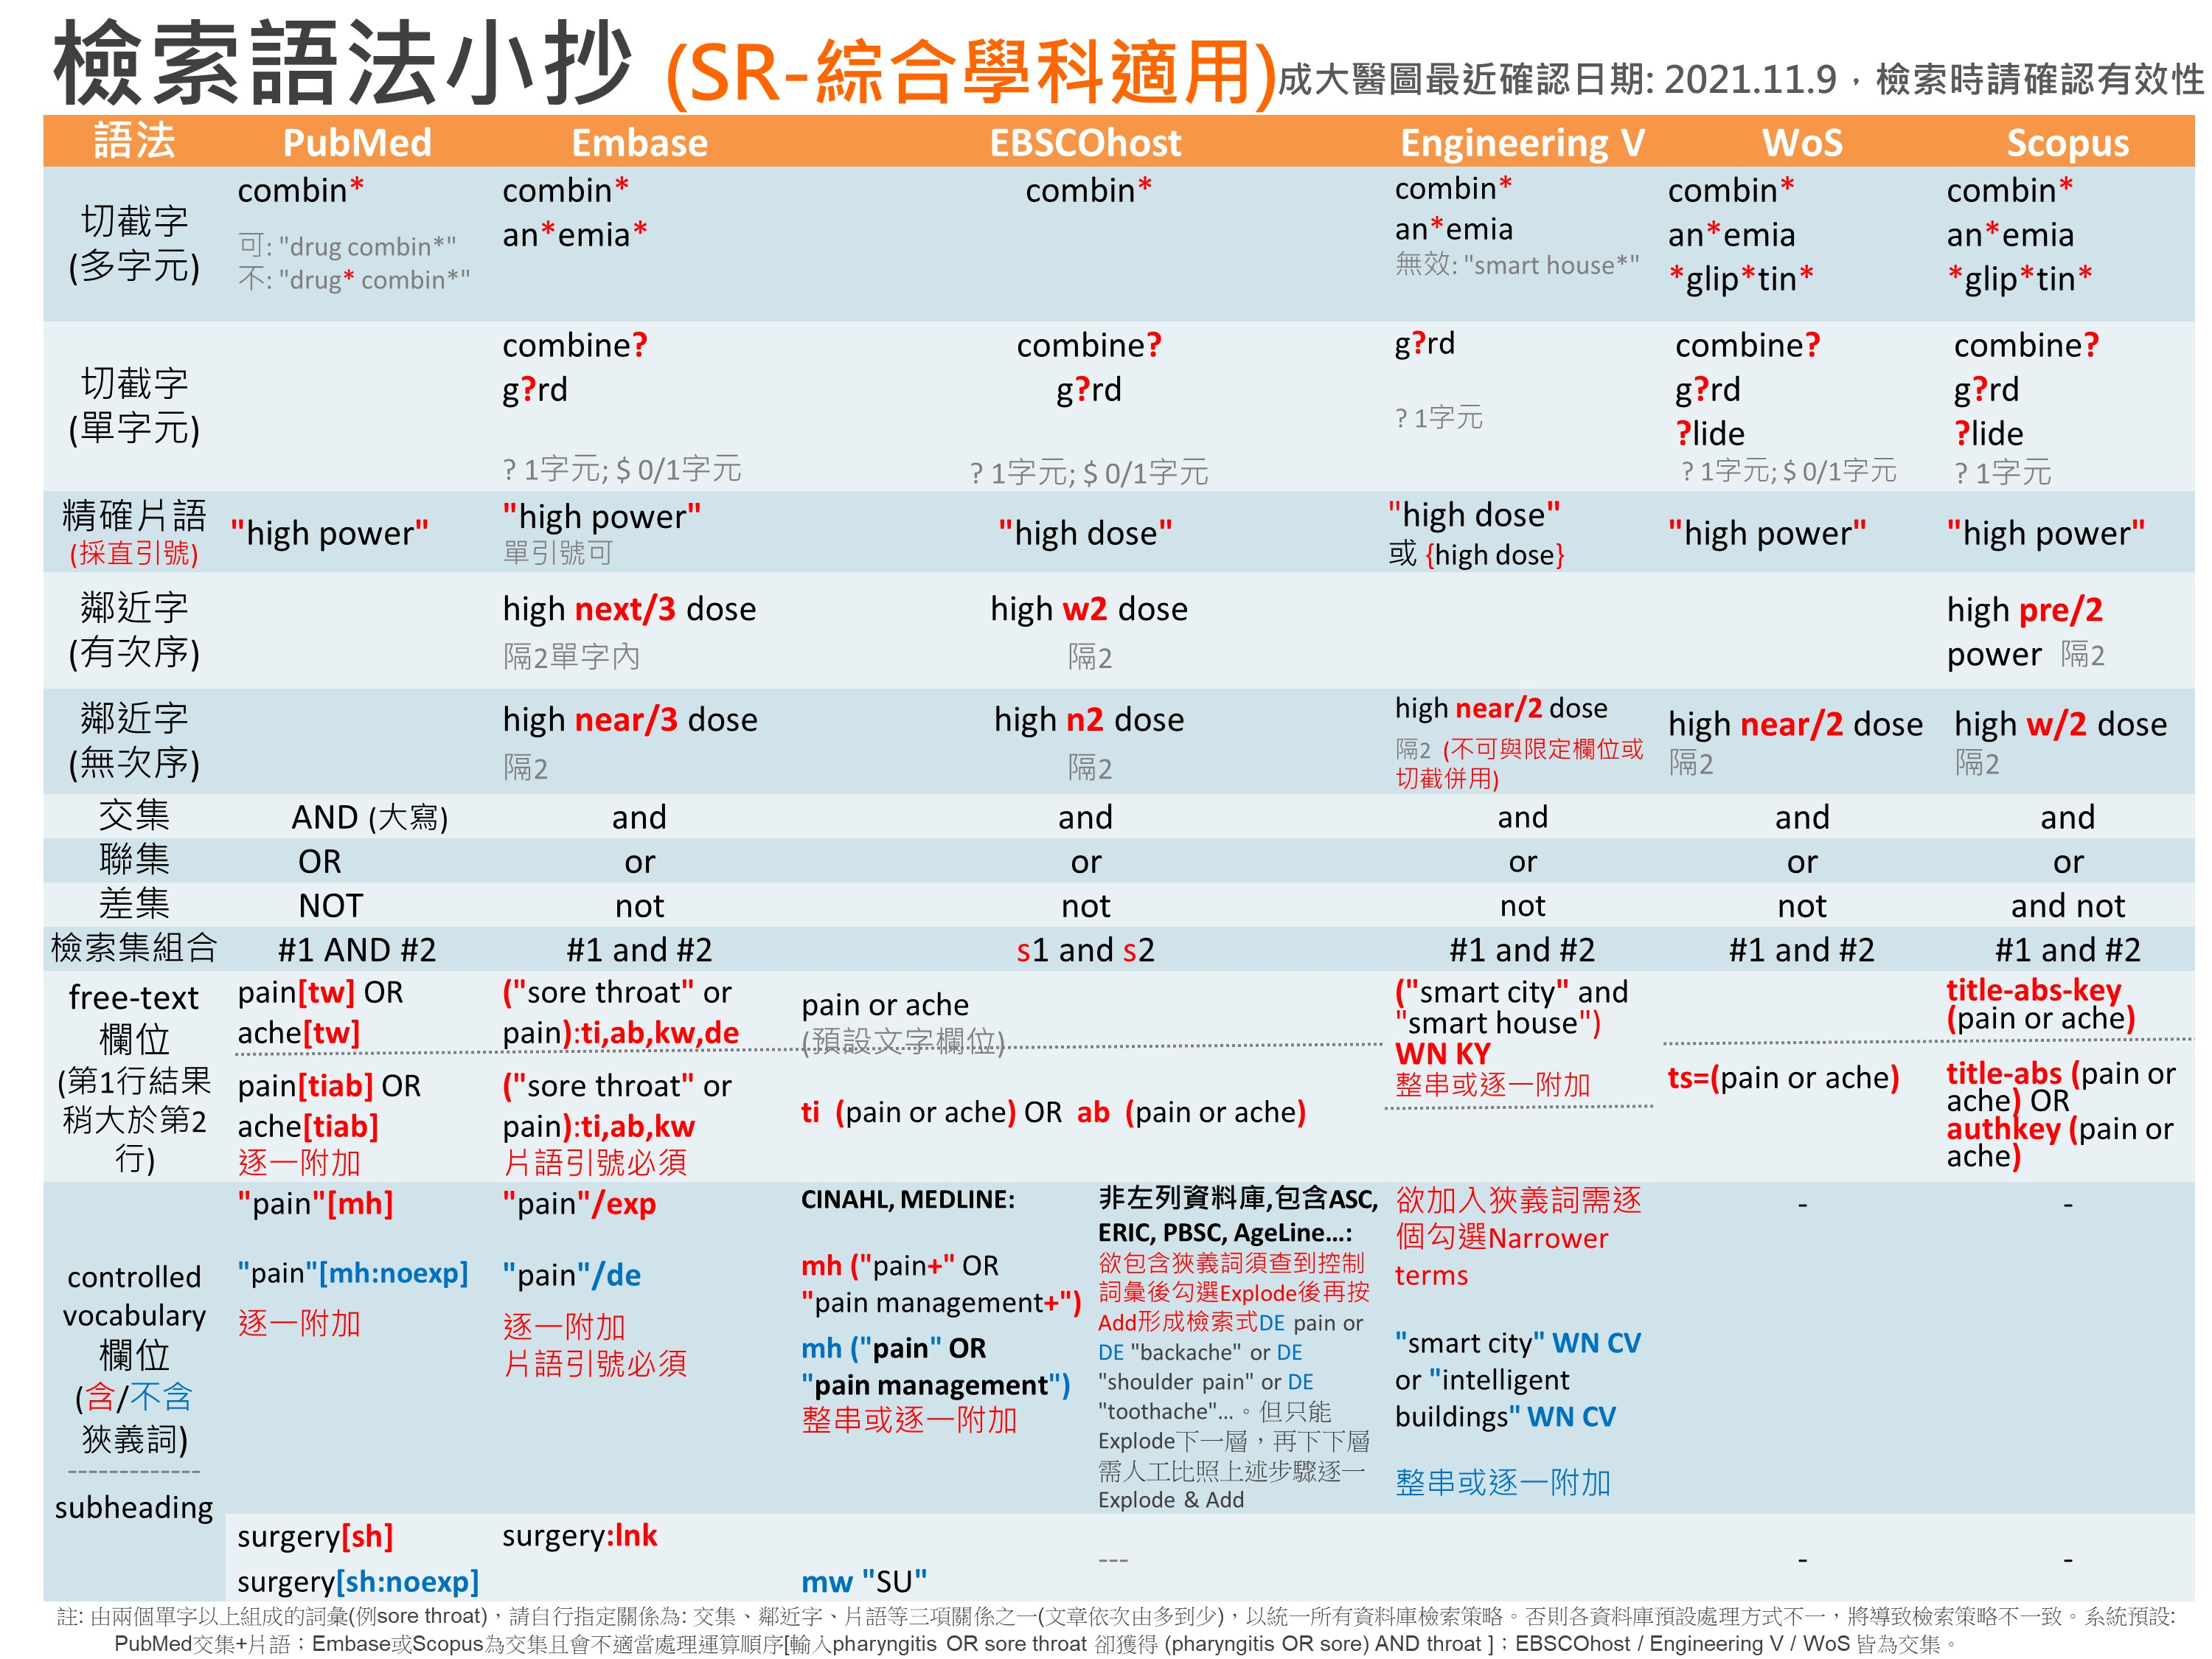 檢索語法小抄 (SR-綜合學科適用)成大醫圖最近確認日期: 2021.11.9，檢索時請確認有效性
語法 PubMed Embase EBSCOhost Engineering V WoS Scopus
切截字
(多字元)
combin*
可: "drug combin*"
不: "drug* combin*"
combin*
an*emia*
combin*
combin*
an*emia
無效: "smart house*"
combin*
an*emia
*glip*tin*
combin*
an*emia
*glip*tin*
切截字
(單字元)
combine?
g?rd
? 1字元; $ 0/1字元
combine?
g?rd
? 1字元; $ 0/1字元
g?rd
? 1字元
combine?
g?rd
?lide
? 1字元; $ 0/1字元
combine?
g?rd
?lide
? 1字元
精確片語
(採直引號)
"high power"
"high power"
單引號可
"high dose"
"high dose"
或 {high dose}
"high power"
"high power"
鄰近字
(有次序)
high next/3 dose
隔2單字內
high w2 dose
隔2
high pre/2
power 隔2
鄰近字
(無次序)
high near/3 dose
隔2
high n2 dose
隔2
high near/2 dose
隔2 (不可與限定欄位或
切截併用)
high near/2 dose
隔2
high w/2 dose
隔2
交集 AND (大寫) and and and and and
聯集 OR or or or or or
差集 NOT not not not not and not
檢索集組合 #1 AND #2 #1 and #2 s1 and s2 #1 and #2 #1 and #2 #1 and #2
free-text
欄位
(第1行結果
稍大於第2
行)
pain[tw] OR
ache[tw]
pain[tiab] OR
ache[tiab]
逐一附加
("sore throat" or
pain):ti,ab,kw,de
("sore throat" or
pain):ti,ab,kw
片語引號必須
pain or ache
(預設文字欄位)
ti (pain or ache) OR ab (pain or ache)
("smart city" and
"smart house")
WN KY
整串或逐一附加
ts=(pain or ache)
title-abs-key
(pain or ache)
title-abs (pain or
ache) OR
authkey (pain or
ache)
controlled
vocabulary
欄位
(含/不含
狹義詞)
-------------
subheading
"pain"[mh]
"pain"[mh:noexp]
逐一附加
"pain"/exp
"pain"/de
逐一附加
片語引號必須
CINAHL, MEDLINE:
mh ("pain+" OR
"pain management+")
mh ("pain" OR
"pain management")
整串或逐一附加
非左列資料庫,包含ASC,
ERIC, PBSC, AgeLine…:
欲包含狹義詞須查到控制
詞彙後勾選Explode後再按
Add形成檢索式DE pain or
DE "backache" or DE
"shoulder pain" or DE
"toothache"…。但只能
Explode下一層，再下下層
需人工比照上述步驟逐一
Explode & Add
欲加入狹義詞需逐
個勾選Narrower
terms
"smart city" WN CV
or "intelligent
buildings" WN CV
整串或逐一附加
-
-
surgery[sh]
surgery[sh:noexp]
surgery:lnk
mw "SU"
---
-
-
註: 由兩個單字以上組成的詞彙(例sore throat)，請自行指定關係為: 交集、鄰近字、片語等三項關係之一(文章依次由多到少)，以統一所有資料庫檢索策略。否則各資料庫預設處理方式不一，將導致檢索策略不一致。系統預設:
PubMed交集+片語；Embase或Scopus為交集且會不適當處理運算順序[輸入pharyngitis OR sore throat 卻獲得 (pharyngitis OR sore) AND throat ]；EBSCOhost / Engineering V / WoS 皆為交集。